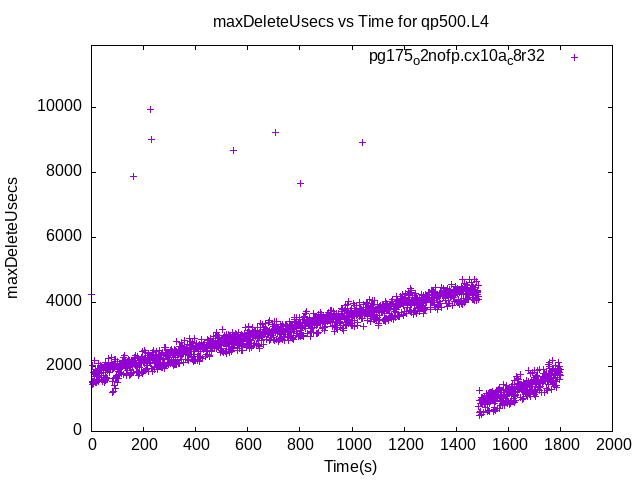 maxDeleteUsecs vs Time for qp500.L4
pg175o2nofp.cx10ac8r32
10000
8000
6000
4000
2000
0
maxDeleteUsecs
0 200 400 600 800 1000 1200 1400 1600 1800 2000
Time(s)